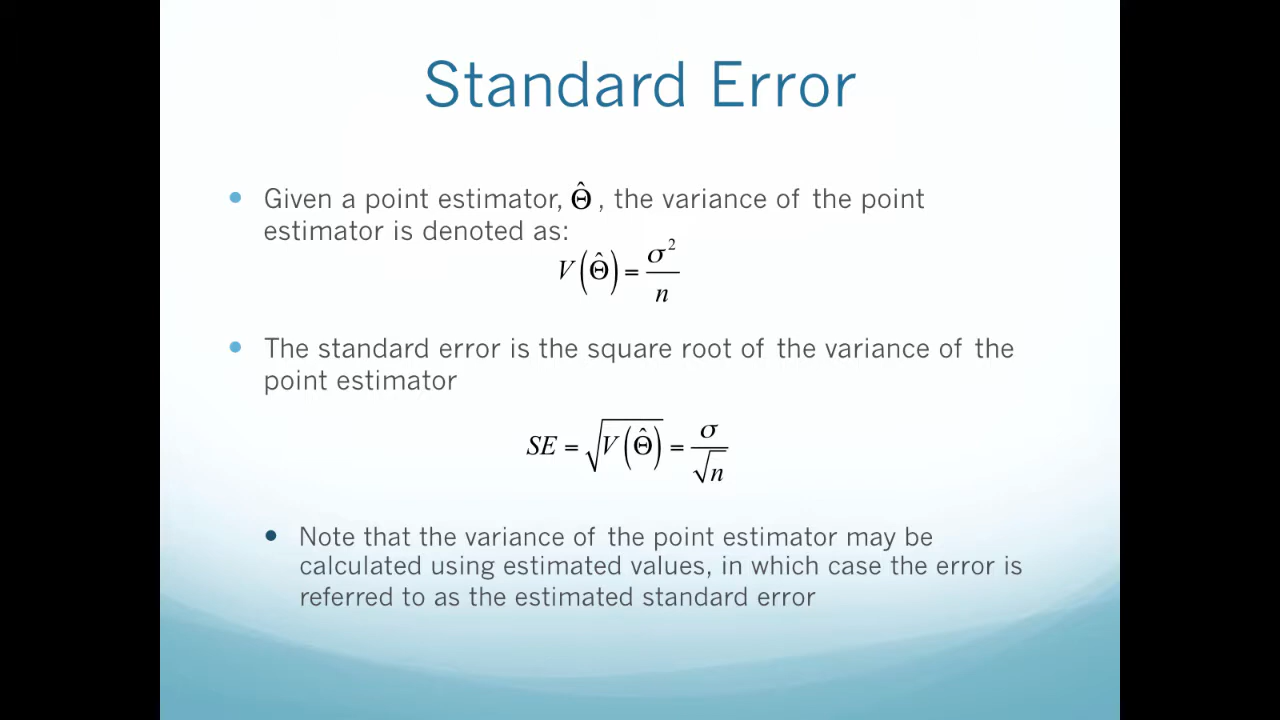 Standard Error
• Given a point estimator, Θ̂ , the variance of the point
estimator is denoted as:
V(Θ̂) = σ²/n
• The standard error is the square root of the variance of the
point estimator
SE = √V(Θ̂) = σ/√n
• Note that the variance of the point estimator may be
calculated using estimated values, in which case the error is
referred to as the estimated standard error